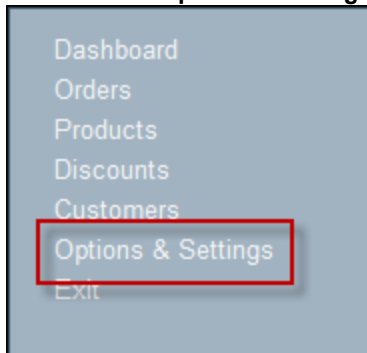 Dashboard
Orders
Products
Discounts
Customers
Options & Settings
Exit